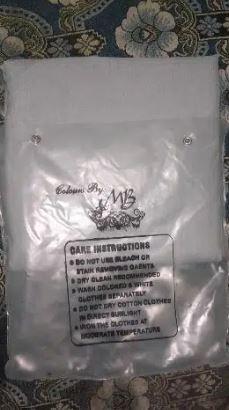 Colours By
MB
CARE INSTRUCTIONS
DO NOT USE BLEACH OR
STAIN REMOVING GAENTS
DRY CLEAN RECOMMENDED
WASH COLORED & WHITE
CLOTHES SEPARATELY
DO NOT DRY COTTON CLOTHES
IN DIRECT SUNLIGHT
IRON THE CLOTHES AT
MODERATE TEMPERATURE